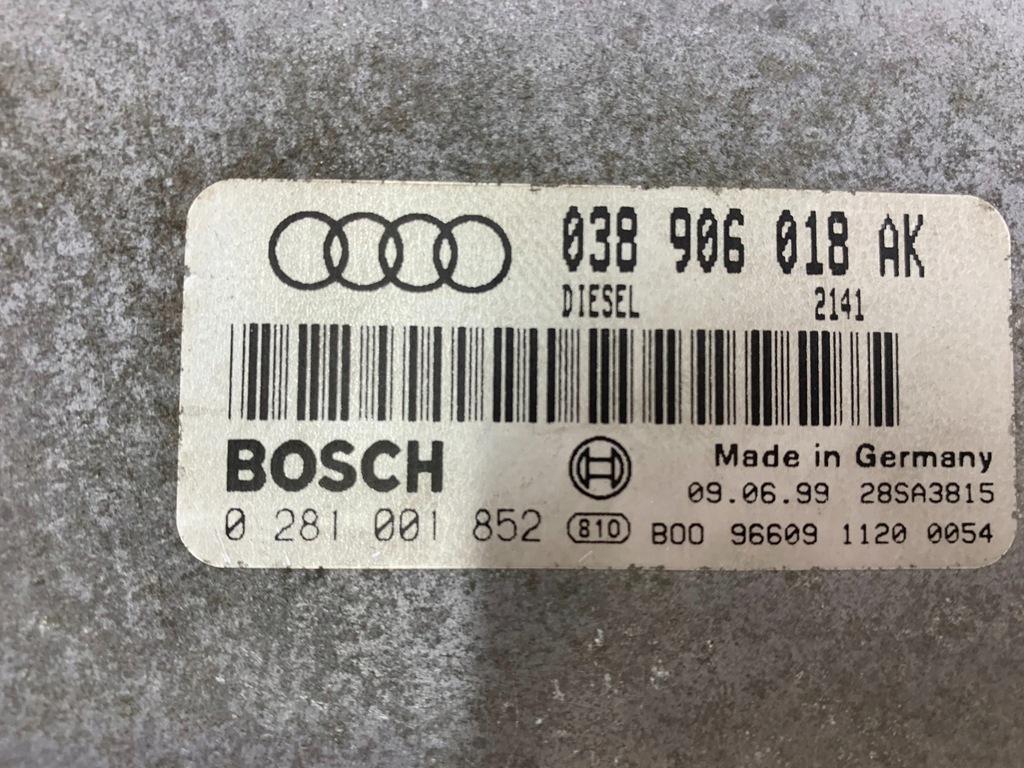 038 906 018 AK
DIESEL 2141
BOSCH
Made in Germany
09.06.99 28SA3815
0 281 001 852 810 B00 96609 1120 0054